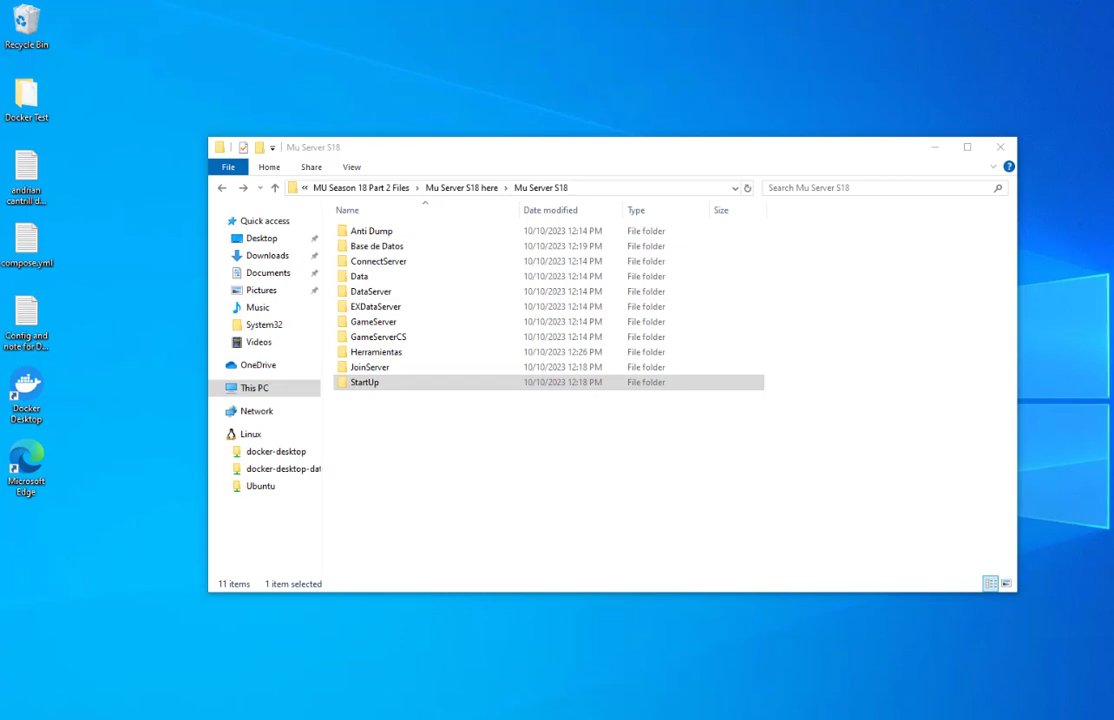 Recycle Bin
Docker Test
andrian
cantrill d...
compose.yml
Config and
note for D...
Docker
Desktop
Microsoft
Edge
Mu Server S18
File Home Share View
« MU Season 18 Part 2 Files › Mu Server S18 here › Mu Server S18
Search Mu Server S18
Name Date modified Type Size
Quick access
Desktop
Downloads
Documents
Pictures
Music
System32
Videos
OneDrive
This PC
Network
Linux
docker-desktop
docker-desktop-dat
Ubuntu
Anti Dump 10/10/2023 12:14 PM File folder
Base de Datos 10/10/2023 12:19 PM File folder
ConnectServer 10/10/2023 12:14 PM File folder
Data 10/10/2023 12:14 PM File folder
DataServer 10/10/2023 12:14 PM File folder
EXDataServer 10/10/2023 12:14 PM File folder
GameServer 10/10/2023 12:14 PM File folder
GameServerCS 10/10/2023 12:14 PM File folder
Herramientas 10/10/2023 12:26 PM File folder
JoinServer 10/10/2023 12:18 PM File folder
StartUp 10/10/2023 12:18 PM File folder
11 items 1 item selected